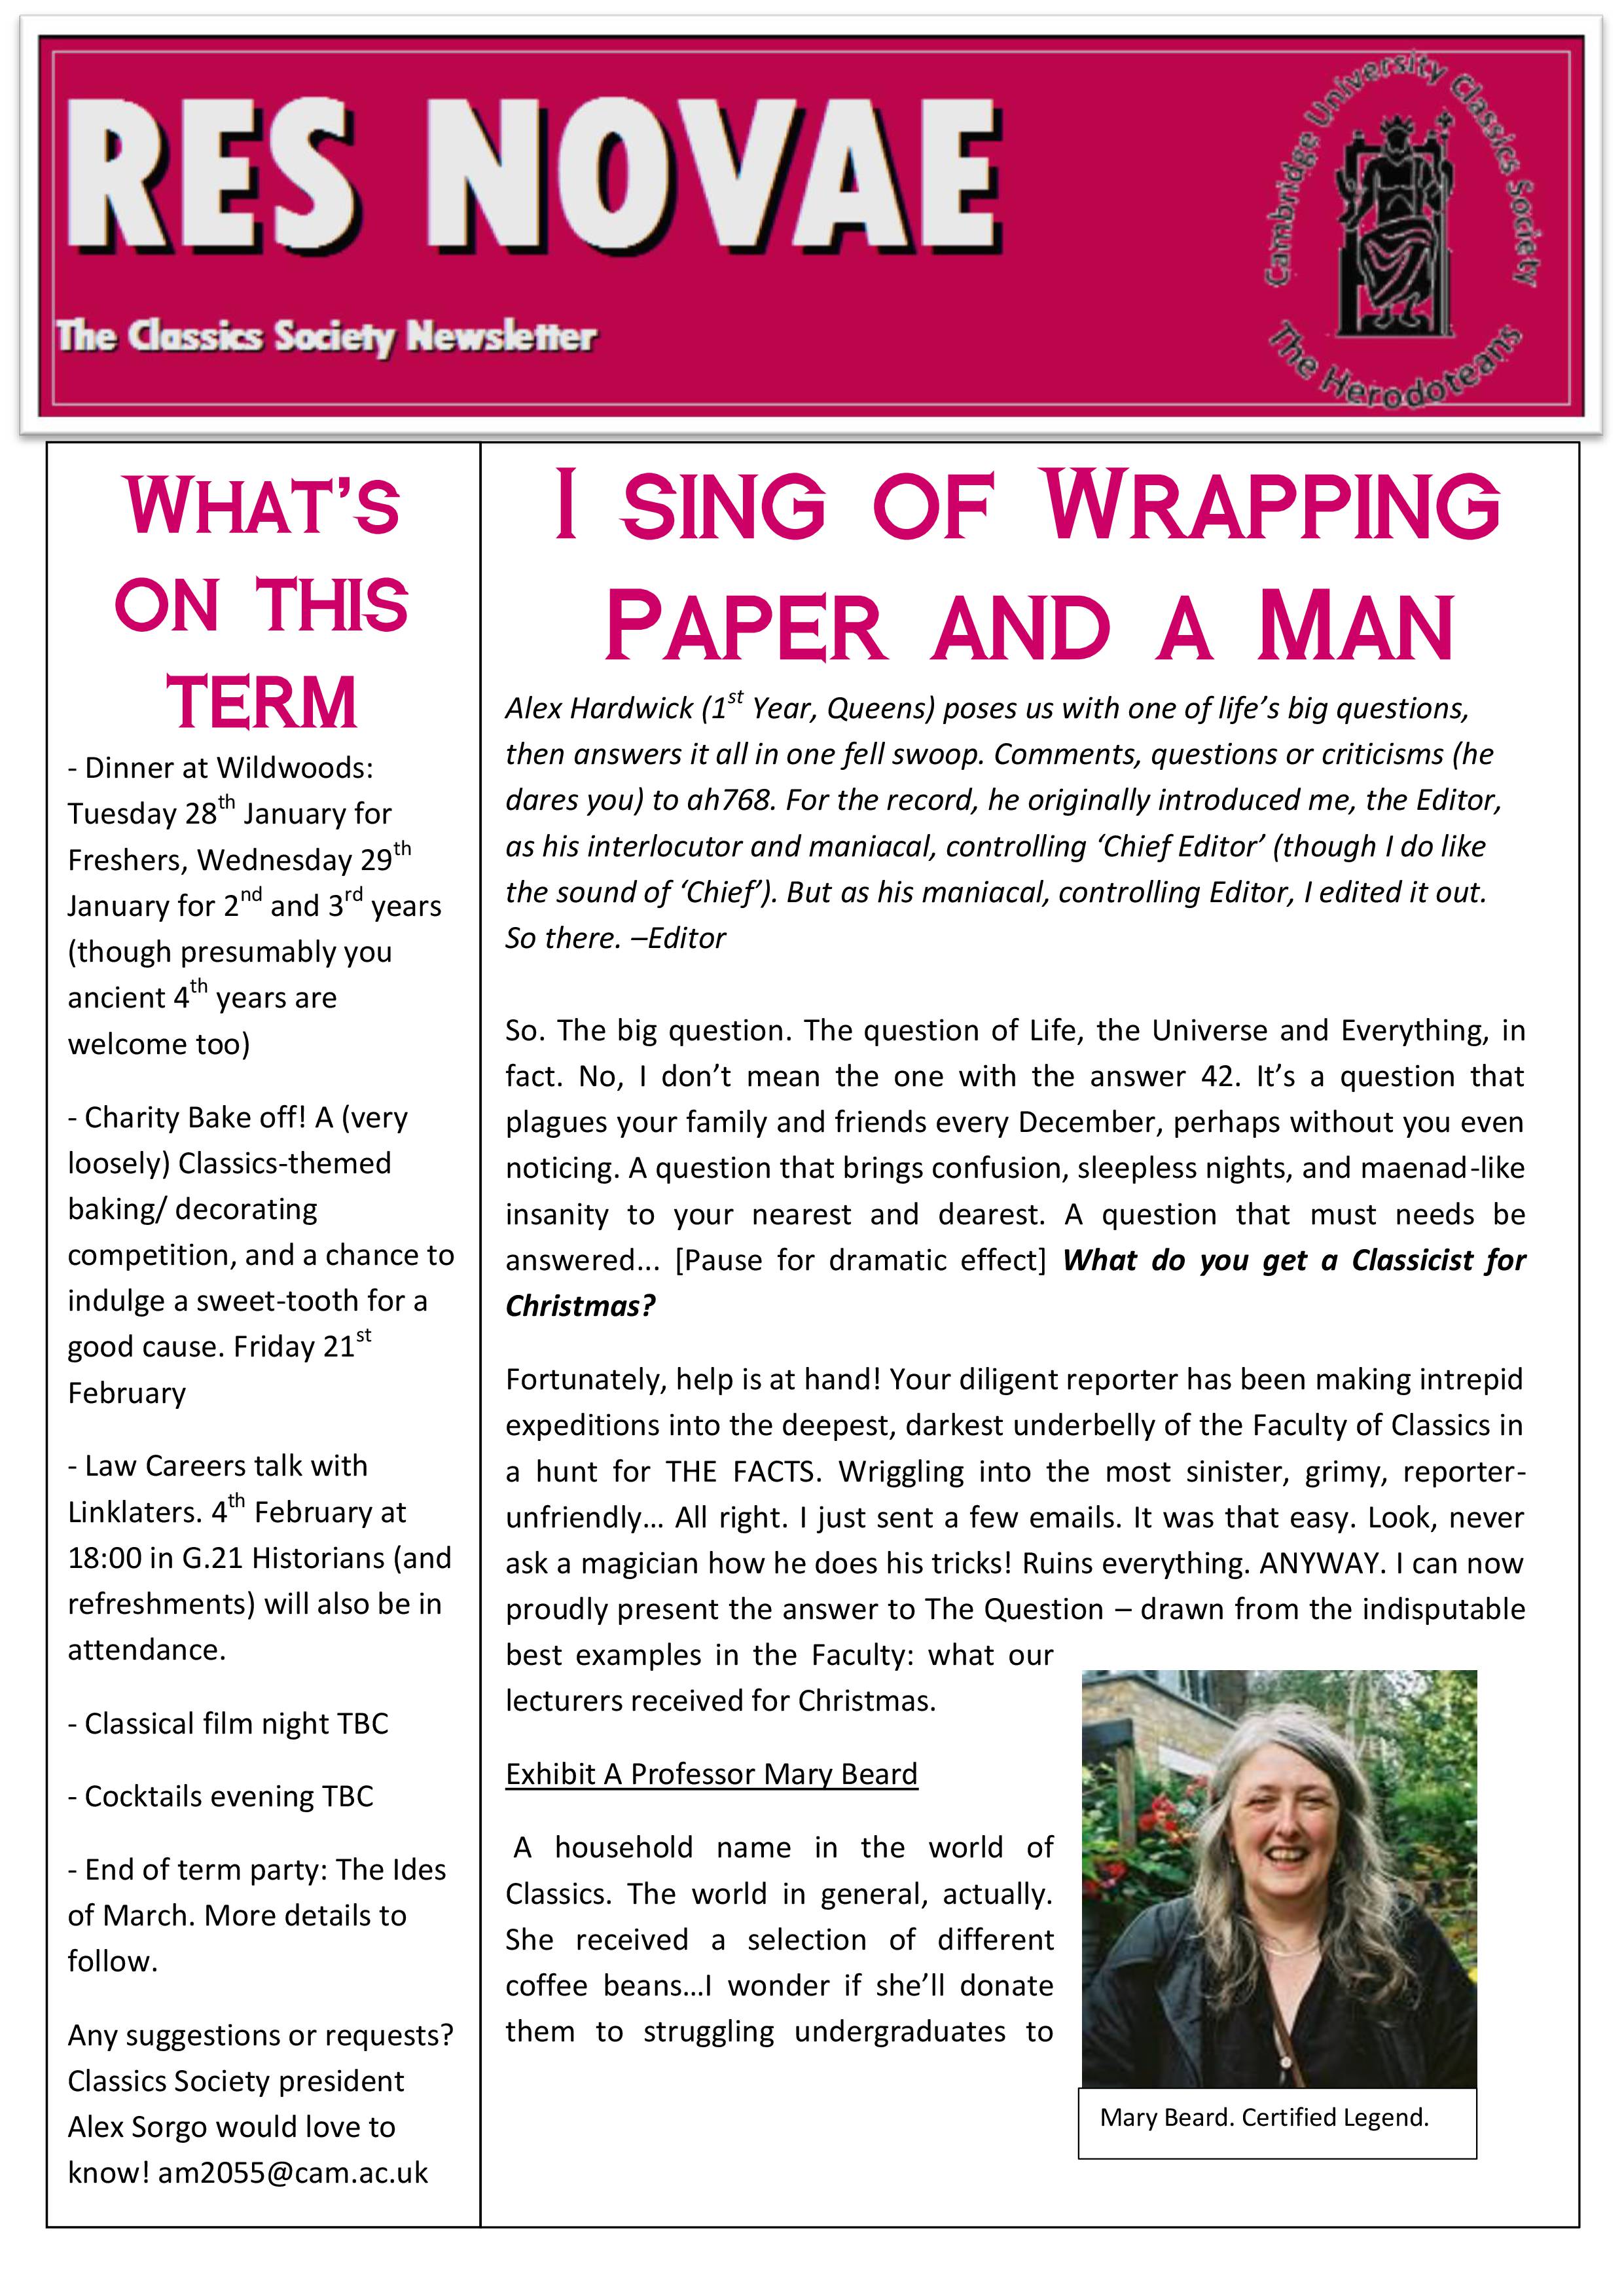 RES NOVAE
The Classics Society Newsletter
Cambridge University Classics Society
The Herodoteans
WHAT'S
ON THIS
TERM
- Dinner at Wildwoods:
Tuesday 28th January for
Freshers, Wednesday 29th
January for 2nd and 3rd years
(though presumably you
ancient 4th years are
welcome too)
- Charity Bake off! A (very
loosely) Classics-themed
baking/ decorating
competition, and a chance to
indulge a sweet-tooth for a
good cause. Friday 21st
February
- Law Careers talk with
Linklaters. 4th February at
18:00 in G.21 Historians (and
refreshments) will also be in
attendance.
- Classical film night TBC
- Cocktails evening TBC
- End of term party: The Ides
of March. More details to
follow.
Any suggestions or requests?
Classics Society president
Alex Sorgo would love to
know! am2055@cam.ac.uk
I SING OF WRAPPING
PAPER AND A MAN
Alex Hardwick (1st Year, Queens) poses us with one of life's big questions,
then answers it all in one fell swoop. Comments, questions or criticisms (he
dares you) to ah768. For the record, he originally introduced me, the Editor,
as his interlocutor and maniacal, controlling 'Chief Editor' (though I do like
the sound of 'Chief'). But as his maniacal, controlling Editor, I edited it out.
So there. –Editor
So. The big question. The question of Life, the Universe and Everything, in
fact. No, I don't mean the one with the answer 42. It's a question that
plagues your family and friends every December, perhaps without you even
noticing. A question that brings confusion, sleepless nights, and maenad-like
insanity to your nearest and dearest. A question that must needs be
answered... [Pause for dramatic effect] What do you get a Classicist for
Christmas?
Fortunately, help is at hand! Your diligent reporter has been making intrepid
expeditions into the deepest, darkest underbelly of the Faculty of Classics in
a hunt for THE FACTS. Wriggling into the most sinister, grimy, reporter-
unfriendly… All right. I just sent a few emails. It was that easy. Look, never
ask a magician how he does his tricks! Ruins everything. ANYWAY. I can now
proudly present the answer to The Question – drawn from the indisputable
best examples in the Faculty: what our
lecturers received for Christmas.
Exhibit A Professor Mary Beard
A household name in the world of
Classics. The world in general, actually.
She received a selection of different
coffee beans…I wonder if she'll donate
them to struggling undergraduates to
Mary Beard. Certified Legend.